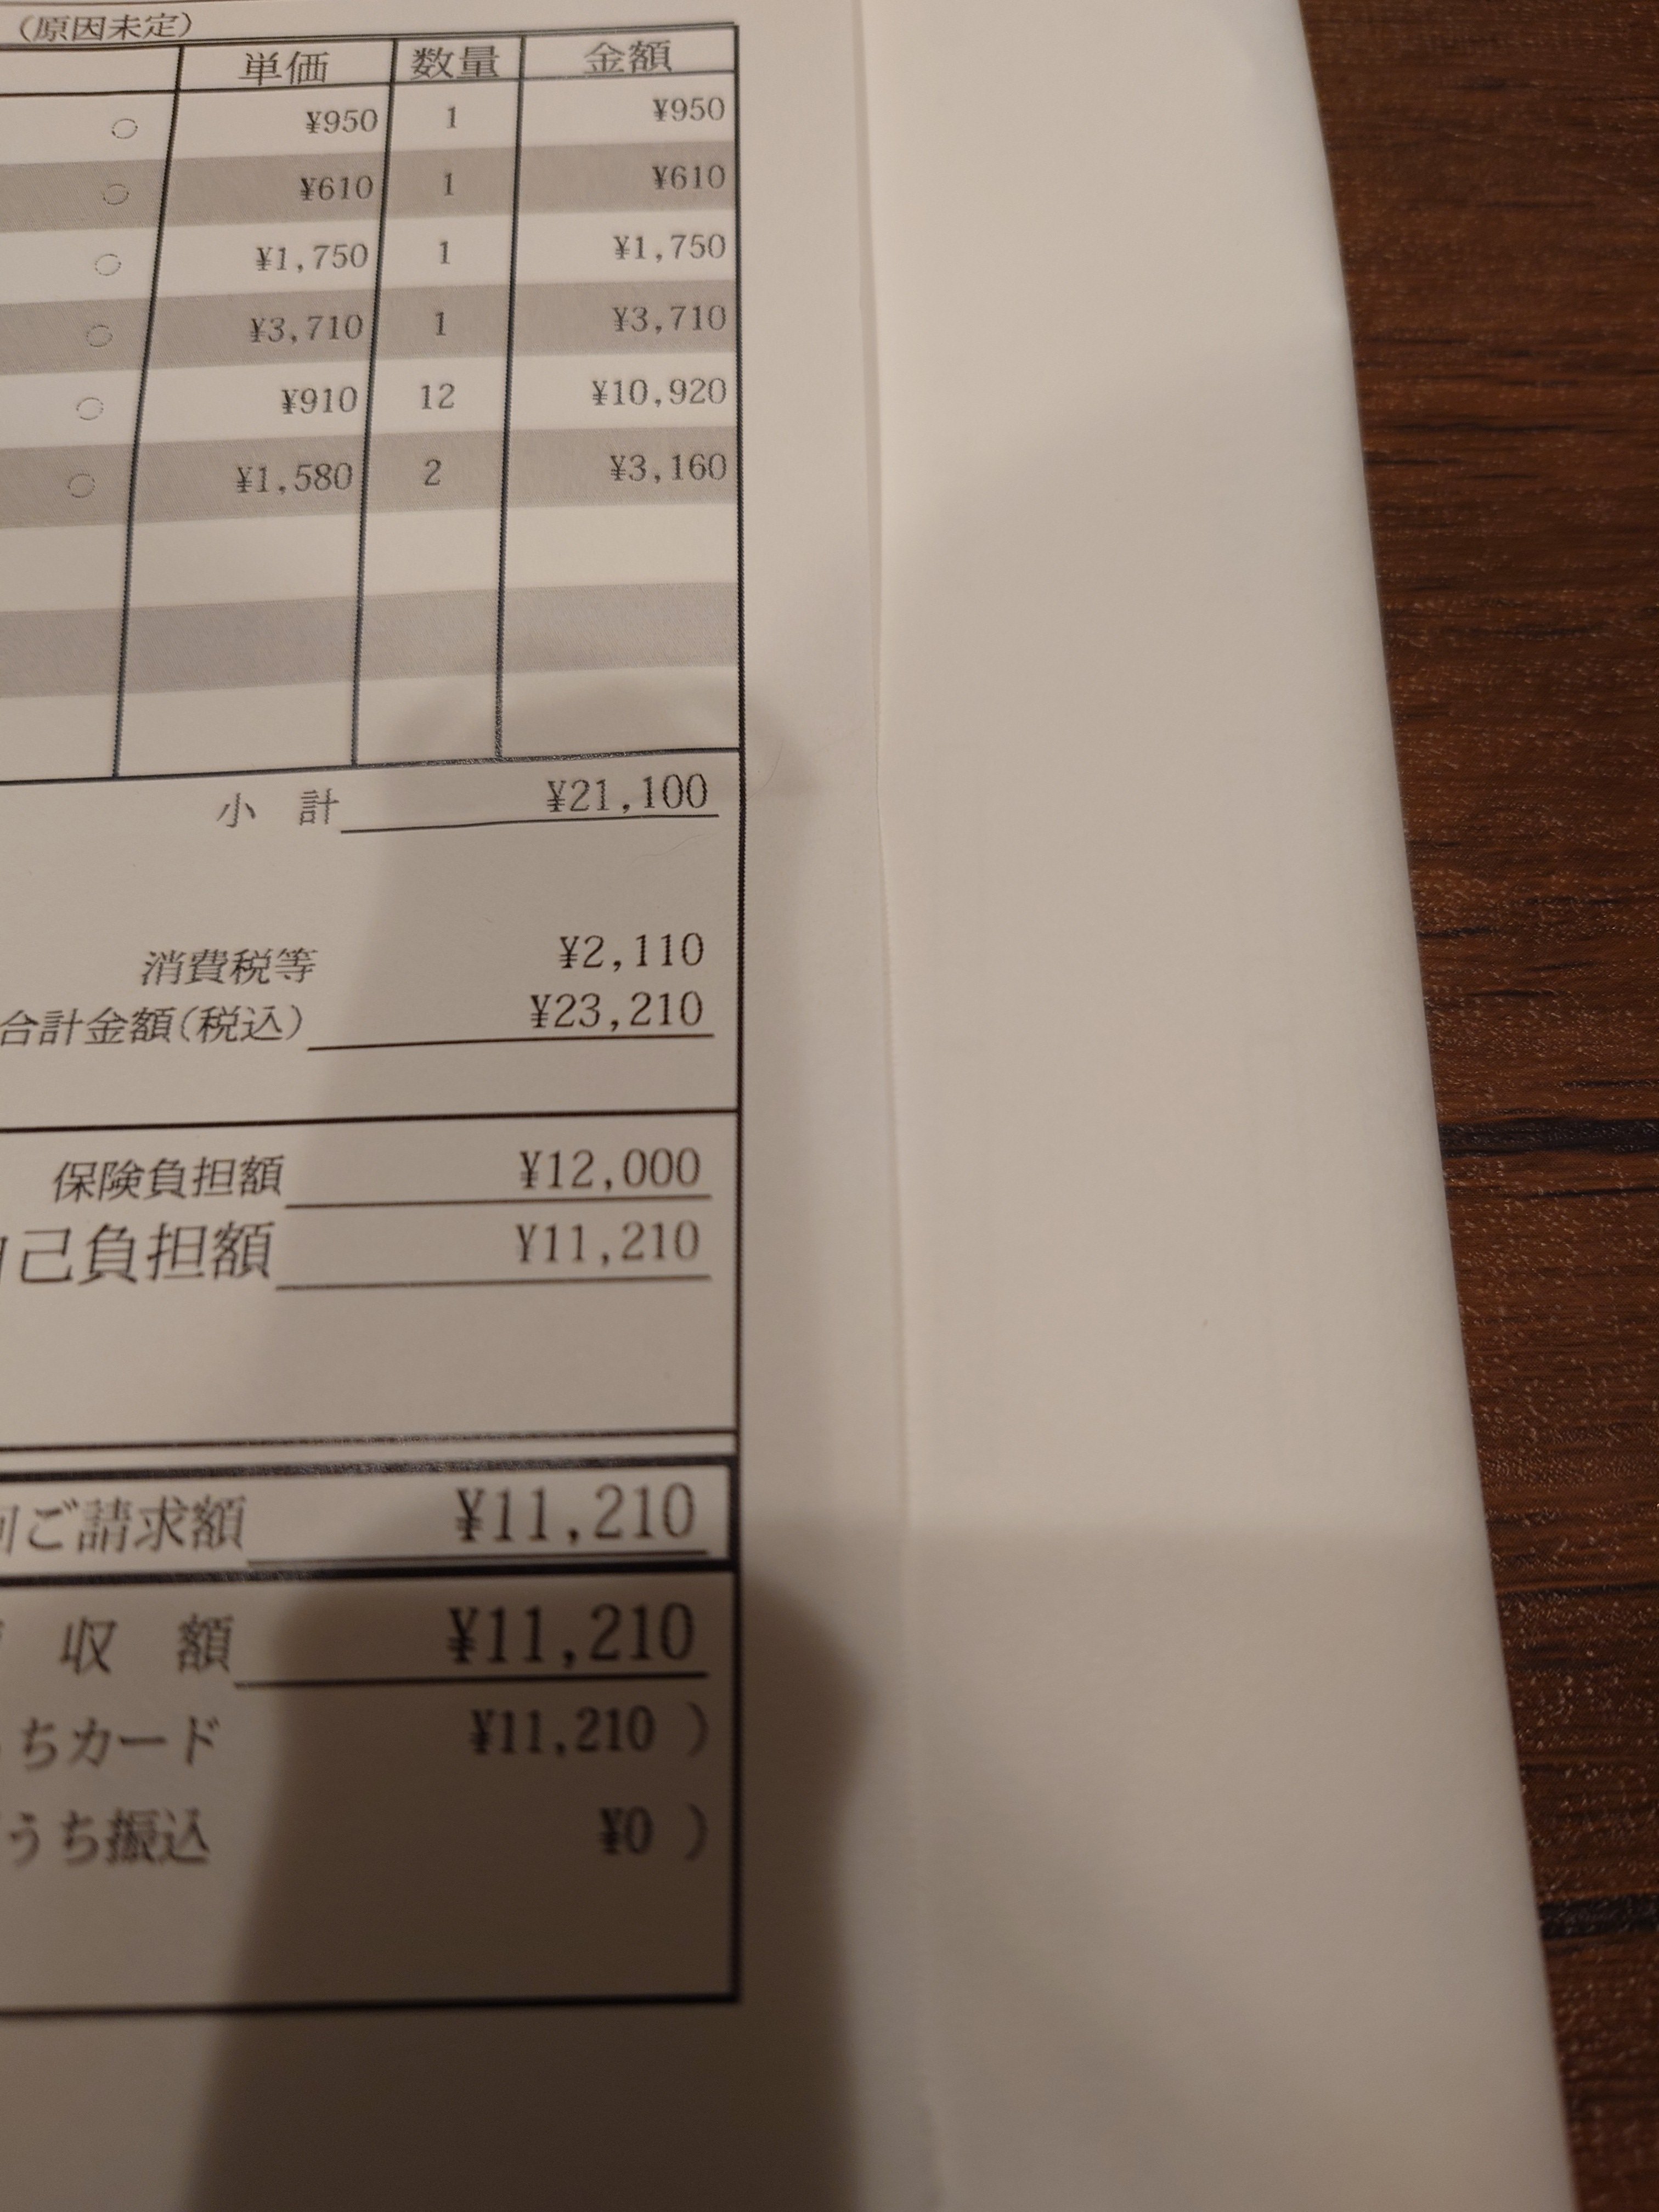 (原因未定)
単価 数量 金額
○ ¥950 1 ¥950
○ ¥610 1 ¥610
○ ¥1,750 1 ¥1,750
○ ¥3,710 1 ¥3,710
○ ¥910 12 ¥10,920
○ ¥1,580 2 ¥3,160
小 計 ¥21,100
消費税等 ¥2,110
合計金額(税込) ¥23,210
保険負担額 ¥12,000
己負担額 ¥11,210
ご請求額 ¥11,210
収 額 ¥11,210
ちカード ¥11,210 )
うち振込 ¥0 )